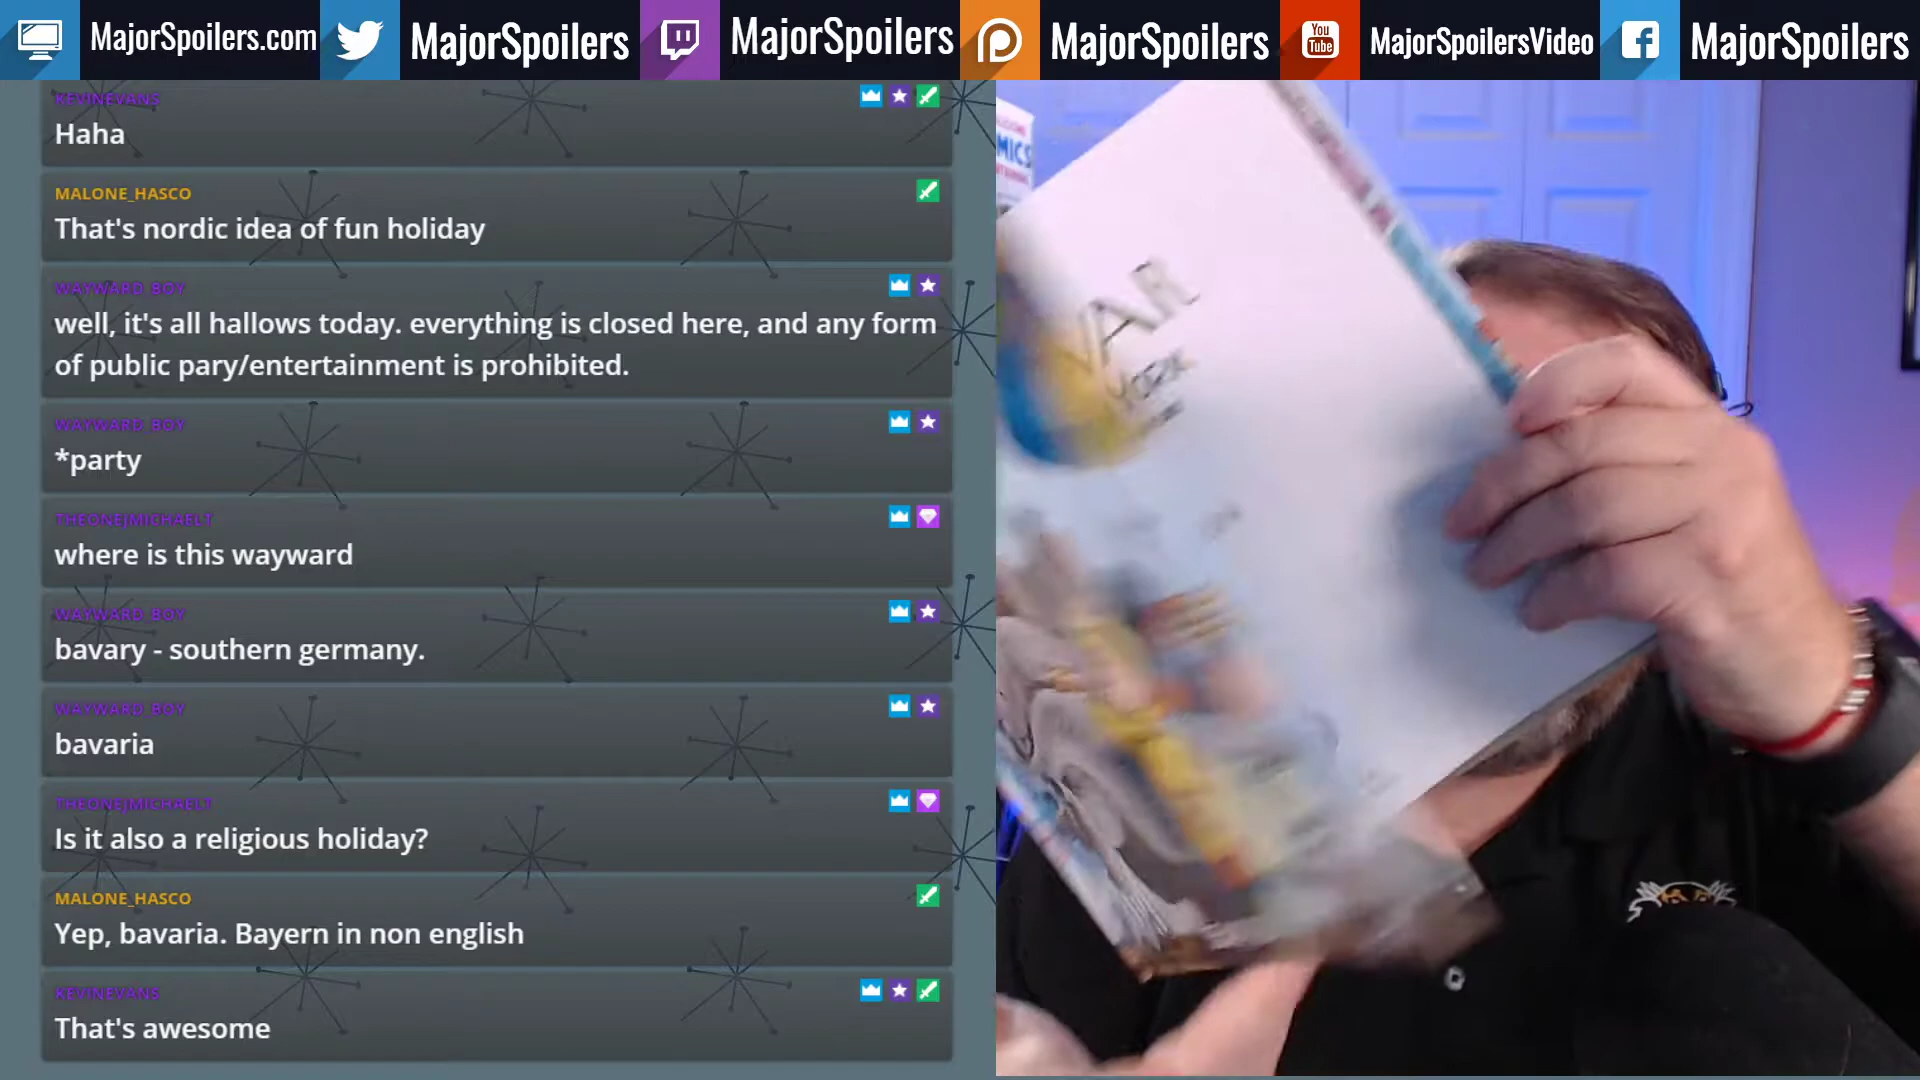 MajorSpoilers.com
MajorSpoilers
MajorSpoilers
MajorSpoilers
You
Tube
MajorSpoilersVideo
MajorSpoilers
KEVINEVANS
Haha
MALONE_HASCO
That's nordic idea of fun holiday
WAYWARD_BOY
well, it's all hallows today. everything is closed here, and any form
of public pary/entertainment is prohibited.
WAYWARD_BOY
*party
THEONEJMICHAELT
where is this wayward
WAYWARD_BOY
bavary - southern germany.
WAYWARD_BOY
bavaria
THEONEJMICHAELT
Is it also a religious holiday?
MALONE_HASCO
Yep, bavaria. Bayern in non english
KEVINEVANS
That's awesome